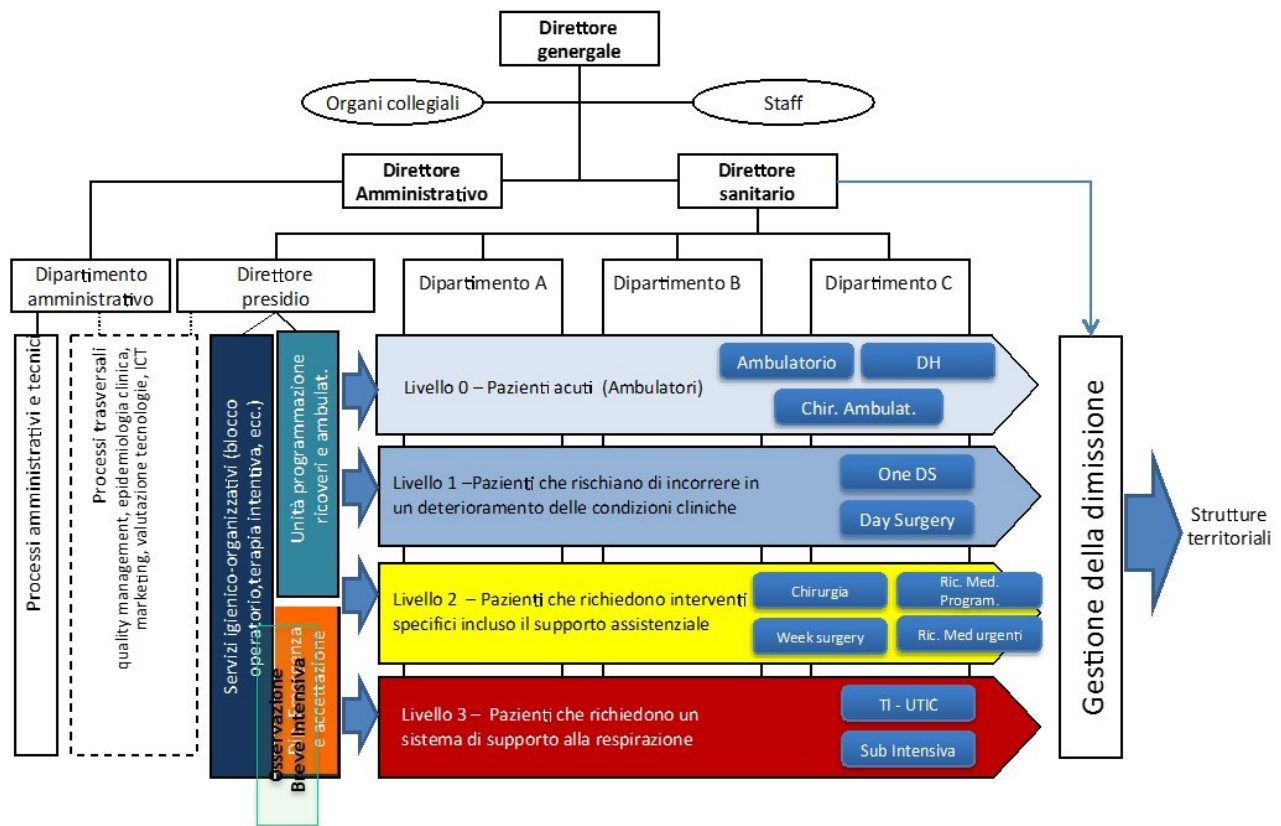 Direttore
genergale
Organi collegiali
Staff
Direttore
Amministrativo
Direttore
sanitario
Dipartimento
amministrativo
Direttore
presidio
Dipartimento A
Dipartimento B
Dipartimento C
Processi amministrativi e tecnici
Processi trasversali
quality management, epidemiologia clinica,
marketing, valutazione tecnologie, ICT
Servizi igienico-organizzativi (blocco
operatorio,terapia intentiva, ecc.)
Unità programmazione
ricoveri e ambulat.
Emergenza
e accettazione
Osservazione
Breve Intensiva
Livello 0 – Pazienti acuti (Ambulatori)
Ambulatorio
DH
Chir. Ambulat.
Livello 1 –Pazienti che rischiano di incorrere in
un deterioramento delle condizioni cliniche
One DS
Day Surgery
Livello 2 – Pazienti che richiedono interventi
specifici incluso il supporto assistenziale
Chirurgia
Ric. Med.
Program.
Week surgery
Ric. Med urgenti
Livello 3 – Pazienti che richiedono un
sistema di supporto alla respirazione
TI - UTIC
Sub Intensiva
Gestione della dimissione
Strutture
territoriali